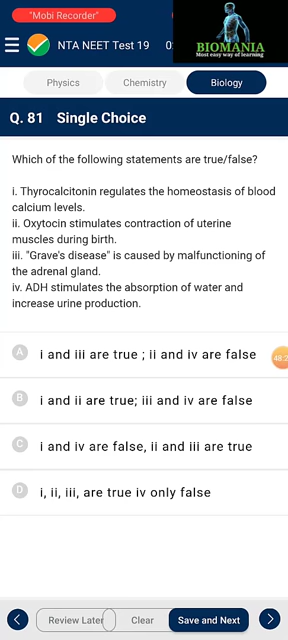 "Mobi Recorder"
NTA NEET Test 19
BIOMANIA
Most easy way of learning
Physics
Chemistry
Biology
Q. 81 Single Choice
Which of the following statements are true/false?
i. Thyrocalcitonin regulates the homeostasis of blood
calcium levels.
ii. Oxytocin stimulates contraction of uterine
muscles during birth.
iii. "Grave's disease" is caused by malfunctioning of
the adrenal gland.
iv. ADH stimulates the absorption of water and
increase urine production.
A i and iii are true ; ii and iv are false
48:2
B i and ii are true; iii and iv are false
C i and iv are false, ii and iii are true
D i, ii, iii, are true iv only false
Review Later
Clear
Save and Next